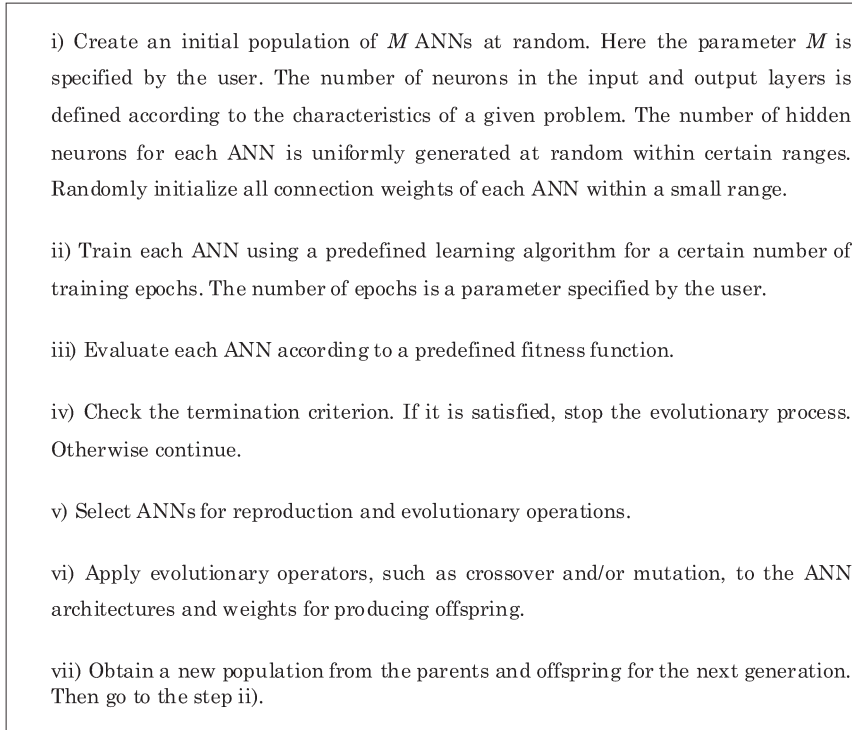 i) Create an initial population of M ANNs at random. Here the parameter M is
specified by the user. The number of neurons in the input and output layers is
defined according to the characteristics of a given problem. The number of hidden
neurons for each ANN is uniformly generated at random within certain ranges.
Randomly initialize all connection weights of each ANN within a small range.
ii) Train each ANN using a predefined learning algorithm for a certain number of
training epochs. The number of epochs is a parameter specified by the user.
iii) Evaluate each ANN according to a predefined fitness function.
iv) Check the termination criterion. If it is satisfied, stop the evolutionary process.
Otherwise continue.
v) Select ANNs for reproduction and evolutionary operations.
vi) Apply evolutionary operators, such as crossover and/or mutation, to the ANN
architectures and weights for producing offspring.
vii) Obtain a new population from the parents and offspring for the next generation.
Then go to the step ii).